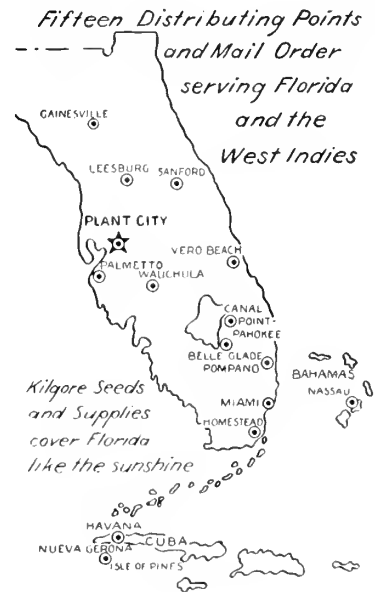 Fifteen Distributing Points
and Mail Order
serving Florida
and the
West Indies
GAINESVILLE
LEESBURG
SANFORD
PLANT CITY
PALMETTO
WAUCHULA
VERO BEACH
CANAL
POINT-
PAHOKEE
BELLE GLADE
POMPANO
BAHAMAS
NASSAU
MIAMI
HOMESTEAD
Kilgore Seeds
and Supplies
cover Florida
like the sunshine
HAVANA
CUBA
NUEVA GERONA
ISLE OF PINES